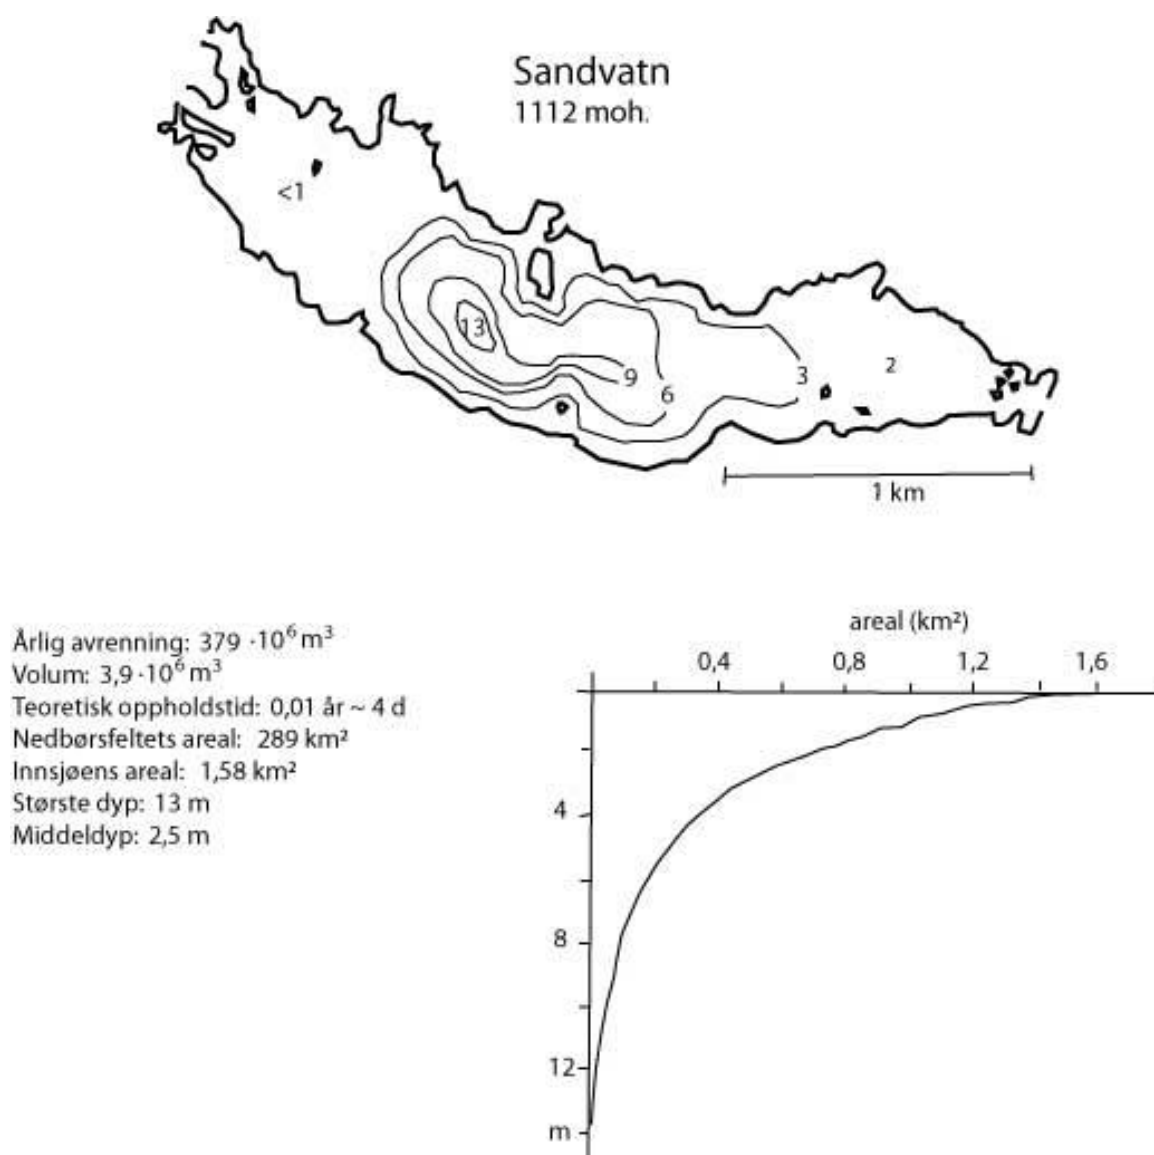 Sandvatn
1112 moh.
<1
13
9
6
3
2
1 km
Årlig avrenning: 379 ·10⁶ m³
Volum: 3,9 ·10⁶ m³
Teoretisk oppholdstid: 0,01 år ~ 4 d
Nedbørsfeltets areal: 289 km²
Innsjøens areal: 1,58 km²
Største dyp: 13 m
Middeldyp: 2,5 m
areal (km²)
0,4 0,8 1,2 1,6
4
8
12
m